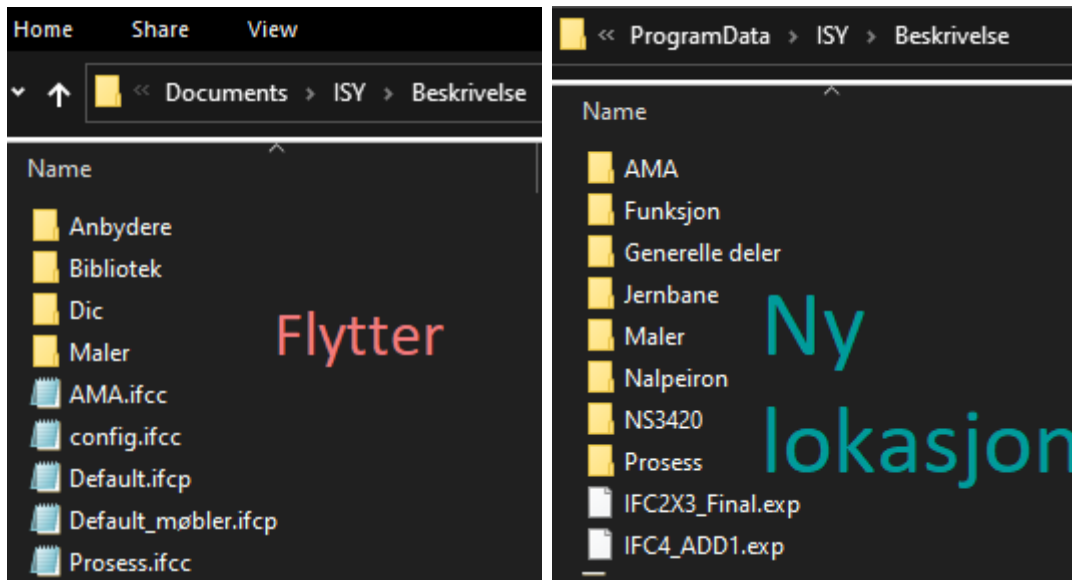 Home Share View
« Documents > ISY > Beskrivelse
Name
Anbydere
Bibliotek
Dic
Maler
AMA.ifcc
config.ifcc
Default.ifcp
Default_møbler.ifcp
Prosess.ifcc
Flytter
« ProgramData > ISY > Beskrivelse
Name
AMA
Funksjon
Generelle deler
Jernbane
Maler
Nalpeiron
NS3420
Prosess
IFC2X3_Final.exp
IFC4_ADD1.exp
Ny
lokasjon